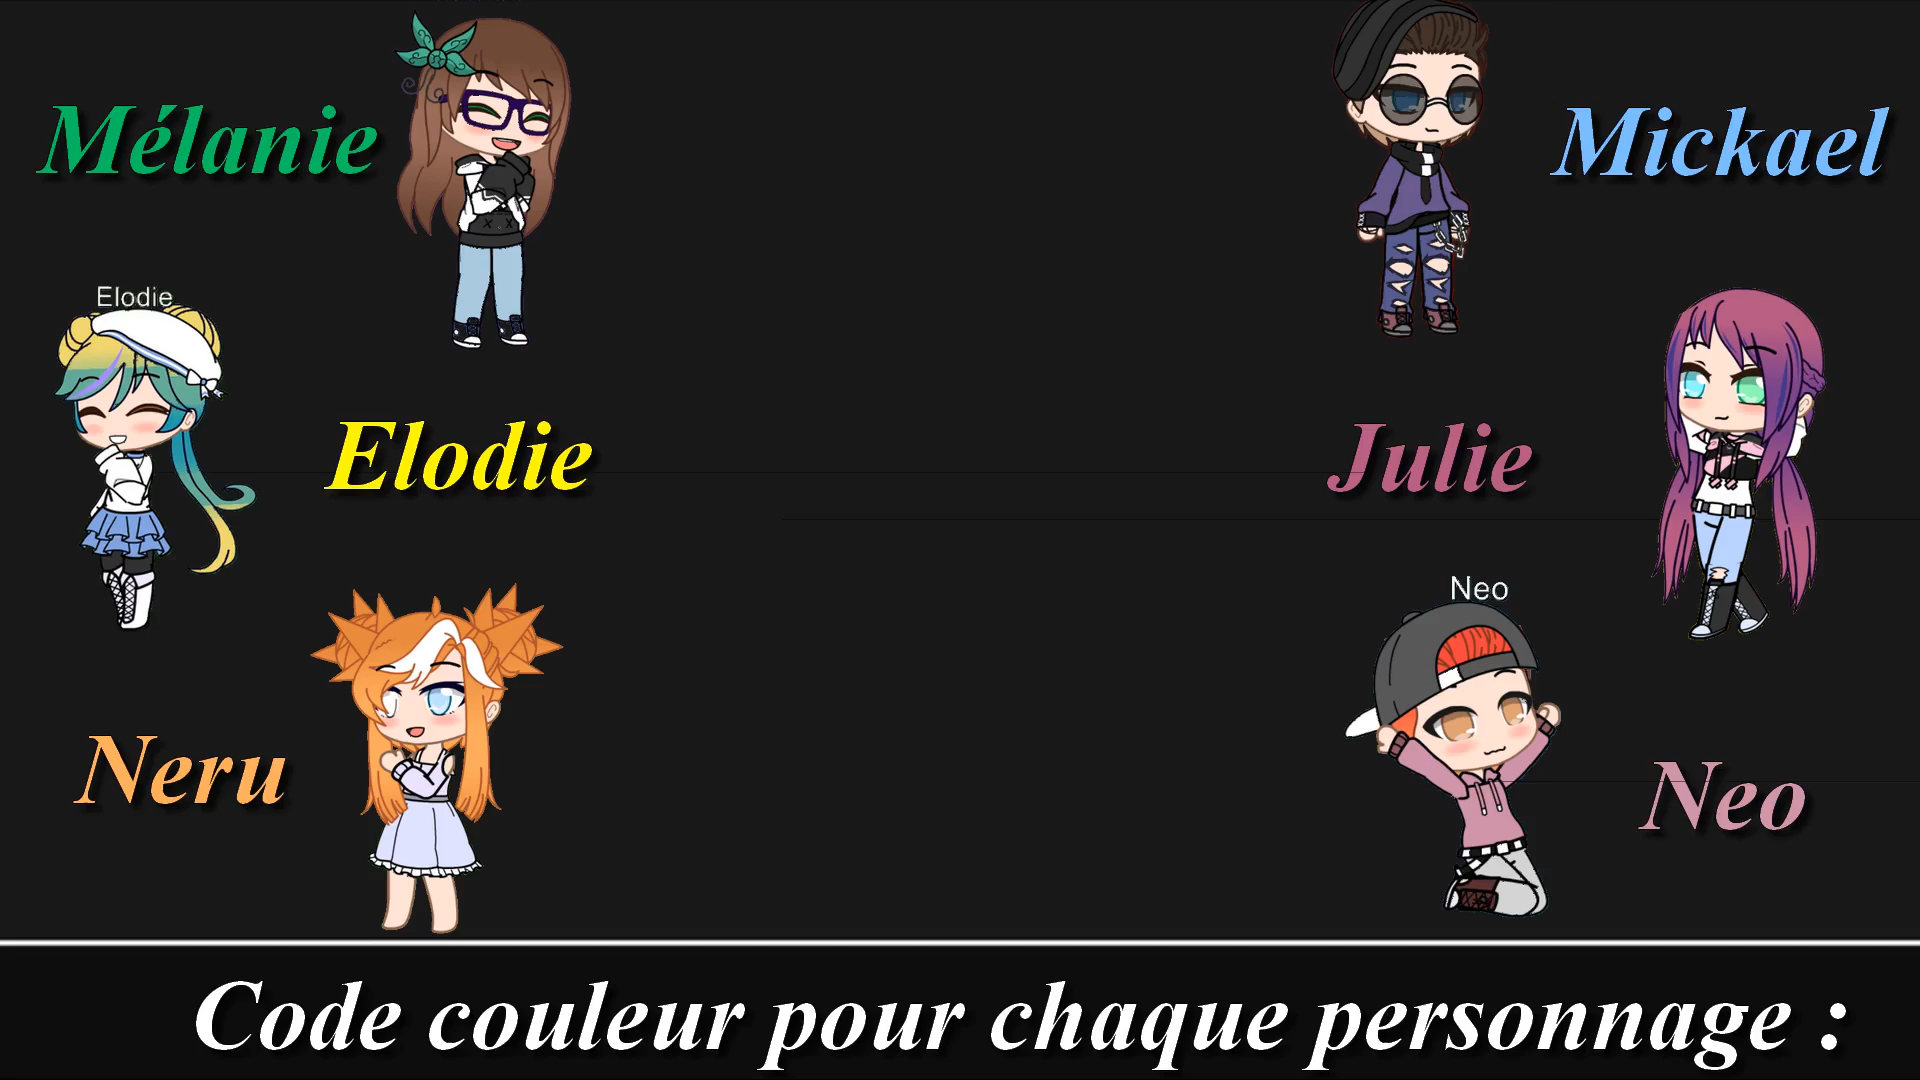 Mélanie
Mickael
Elodie
Elodie
Julie
Neo
Neru
Neo
Code couleur pour chaque personnage :